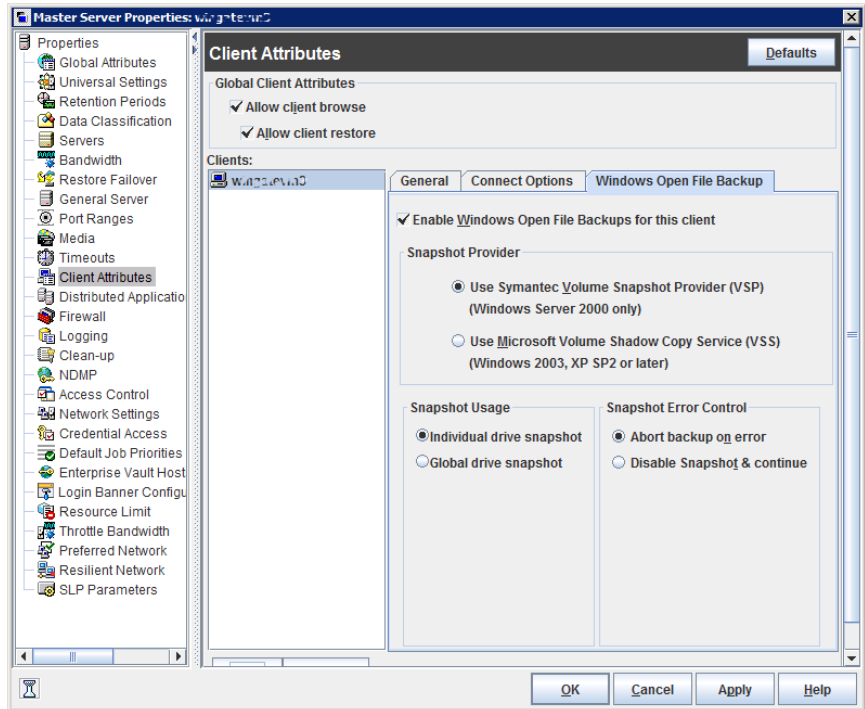 Master Server Properties:
Properties
Global Attributes
Universal Settings
Retention Periods
Data Classification
Servers
Bandwidth
Restore Failover
General Server
Port Ranges
Media
Timeouts
Client Attributes
Distributed Applicatio
Firewall
Logging
Clean-up
NDMP
Access Control
Network Settings
Credential Access
Default Job Priorities
Enterprise Vault Host
Login Banner Configu
Resource Limit
Throttle Bandwidth
Preferred Network
Resilient Network
SLP Parameters
Client Attributes
Defaults
Global Client Attributes
Allow client browse
Allow client restore
Clients:
General
Connect Options
Windows Open File Backup
Enable Windows Open File Backups for this client
Snapshot Provider
Use Symantec Volume Snapshot Provider (VSP)
(Windows Server 2000 only)
Use Microsoft Volume Shadow Copy Service (VSS)
(Windows 2003, XP SP2 or later)
Snapshot Usage
Individual drive snapshot
Global drive snapshot
Snapshot Error Control
Abort backup on error
Disable Snapshot & continue
OK
Cancel
Apply
Help